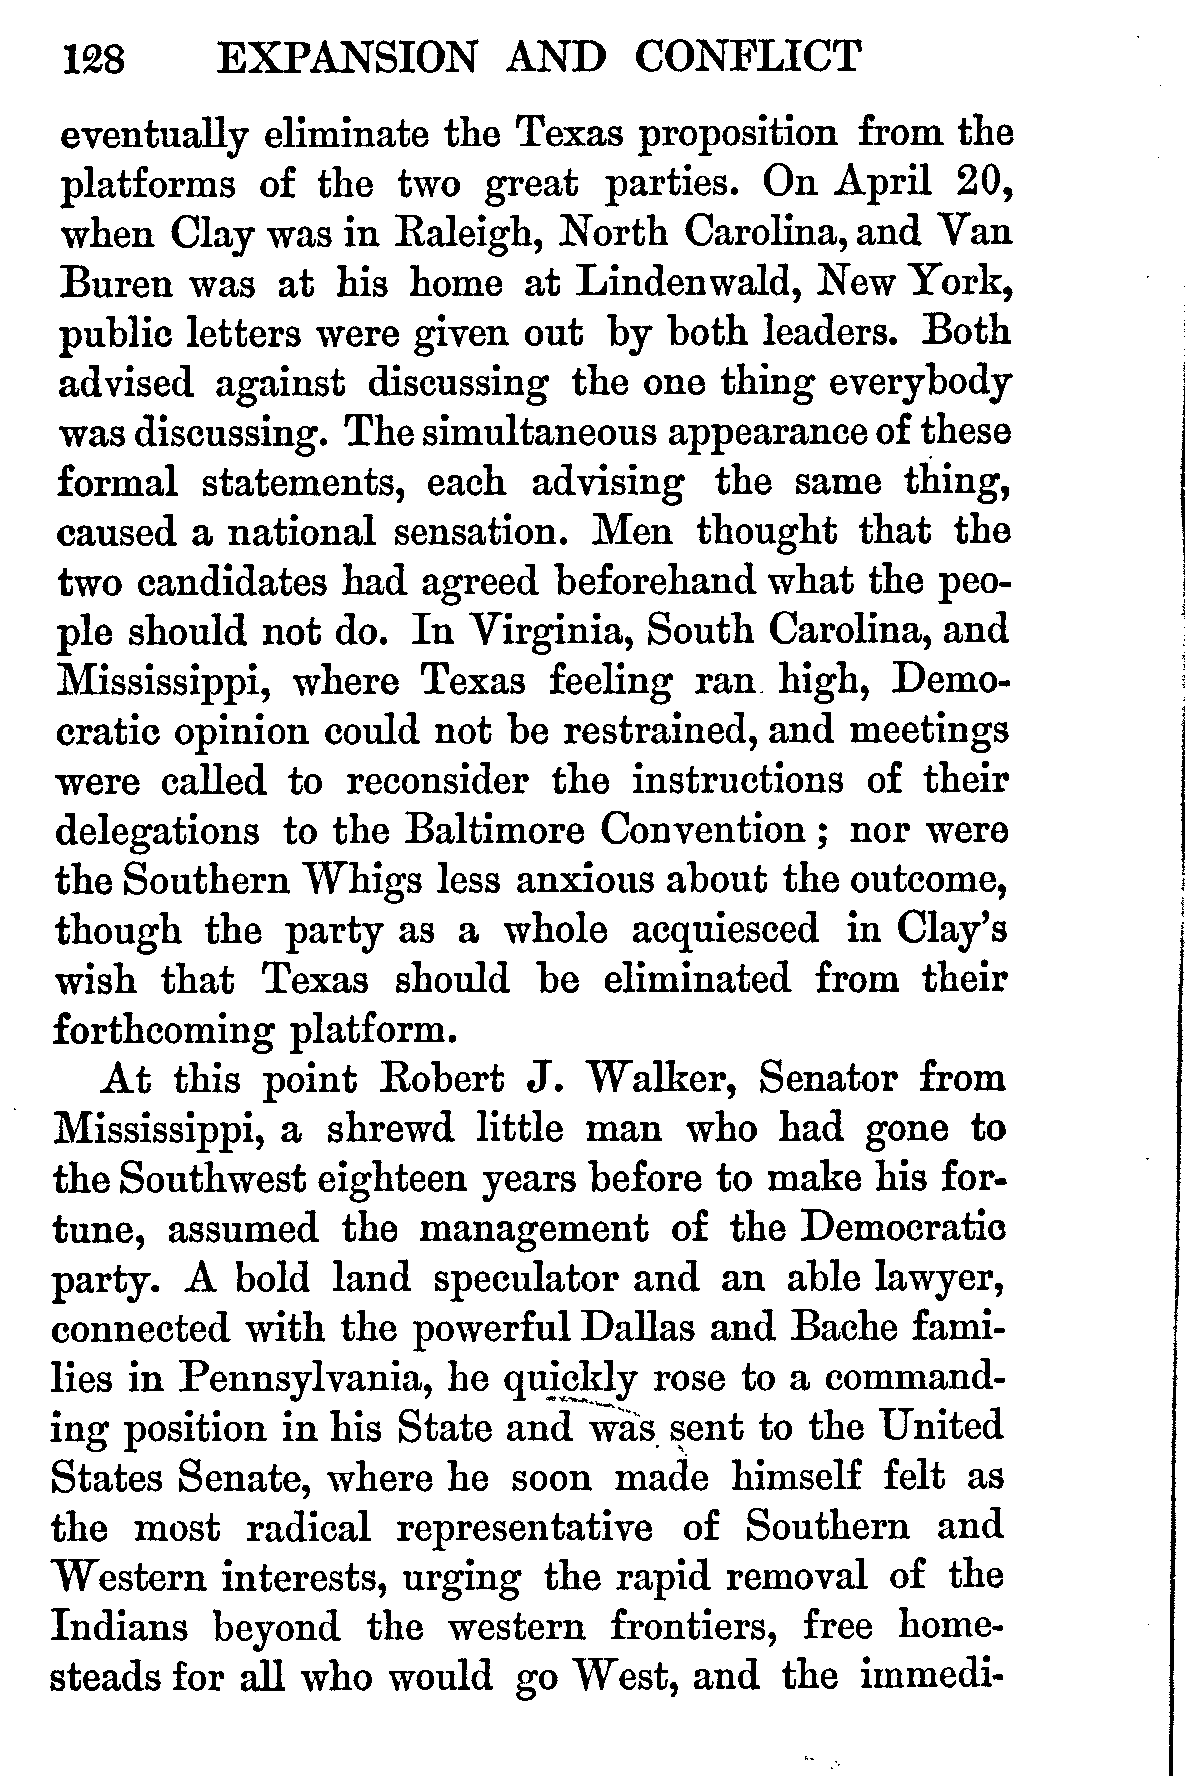 128 EXPANSION AND CONFLICT
eventually eliminate the Texas proposition from the
platforms of the two great parties. On April 20,
when Clay was in Raleigh, North Carolina, and Van
Buren was at his home at Lindenwald, New York,
public letters were given out by both leaders. Both
advised against discussing the one thing everybody
was discussing. The simultaneous appearance of these
formal statements, each advising the same thing,
caused a national sensation. Men thought that the
two candidates had agreed beforehand what the peo-
ple should not do. In Virginia, South Carolina, and
Mississippi, where Texas feeling ran high, Demo-
cratic opinion could not be restrained, and meetings
were called to reconsider the instructions of their
delegations to the Baltimore Convention; nor were
the Southern Whigs less anxious about the outcome,
though the party as a whole acquiesced in Clay's
wish that Texas should be eliminated from their
forthcoming platform.
At this point Robert J. Walker, Senator from
Mississippi, a shrewd little man who had gone to
the Southwest eighteen years before to make his for-
tune, assumed the management of the Democratic
party. A bold land speculator and an able lawyer,
connected with the powerful Dallas and Bache fami-
lies in Pennsylvania, he quickly rose to a command-
ing position in his State and was sent to the United
States Senate, where he soon made himself felt as
the most radical representative of Southern and
Western interests, urging the rapid removal of the
Indians beyond the western frontiers, free home-
steads for all who would go West, and the immedi-